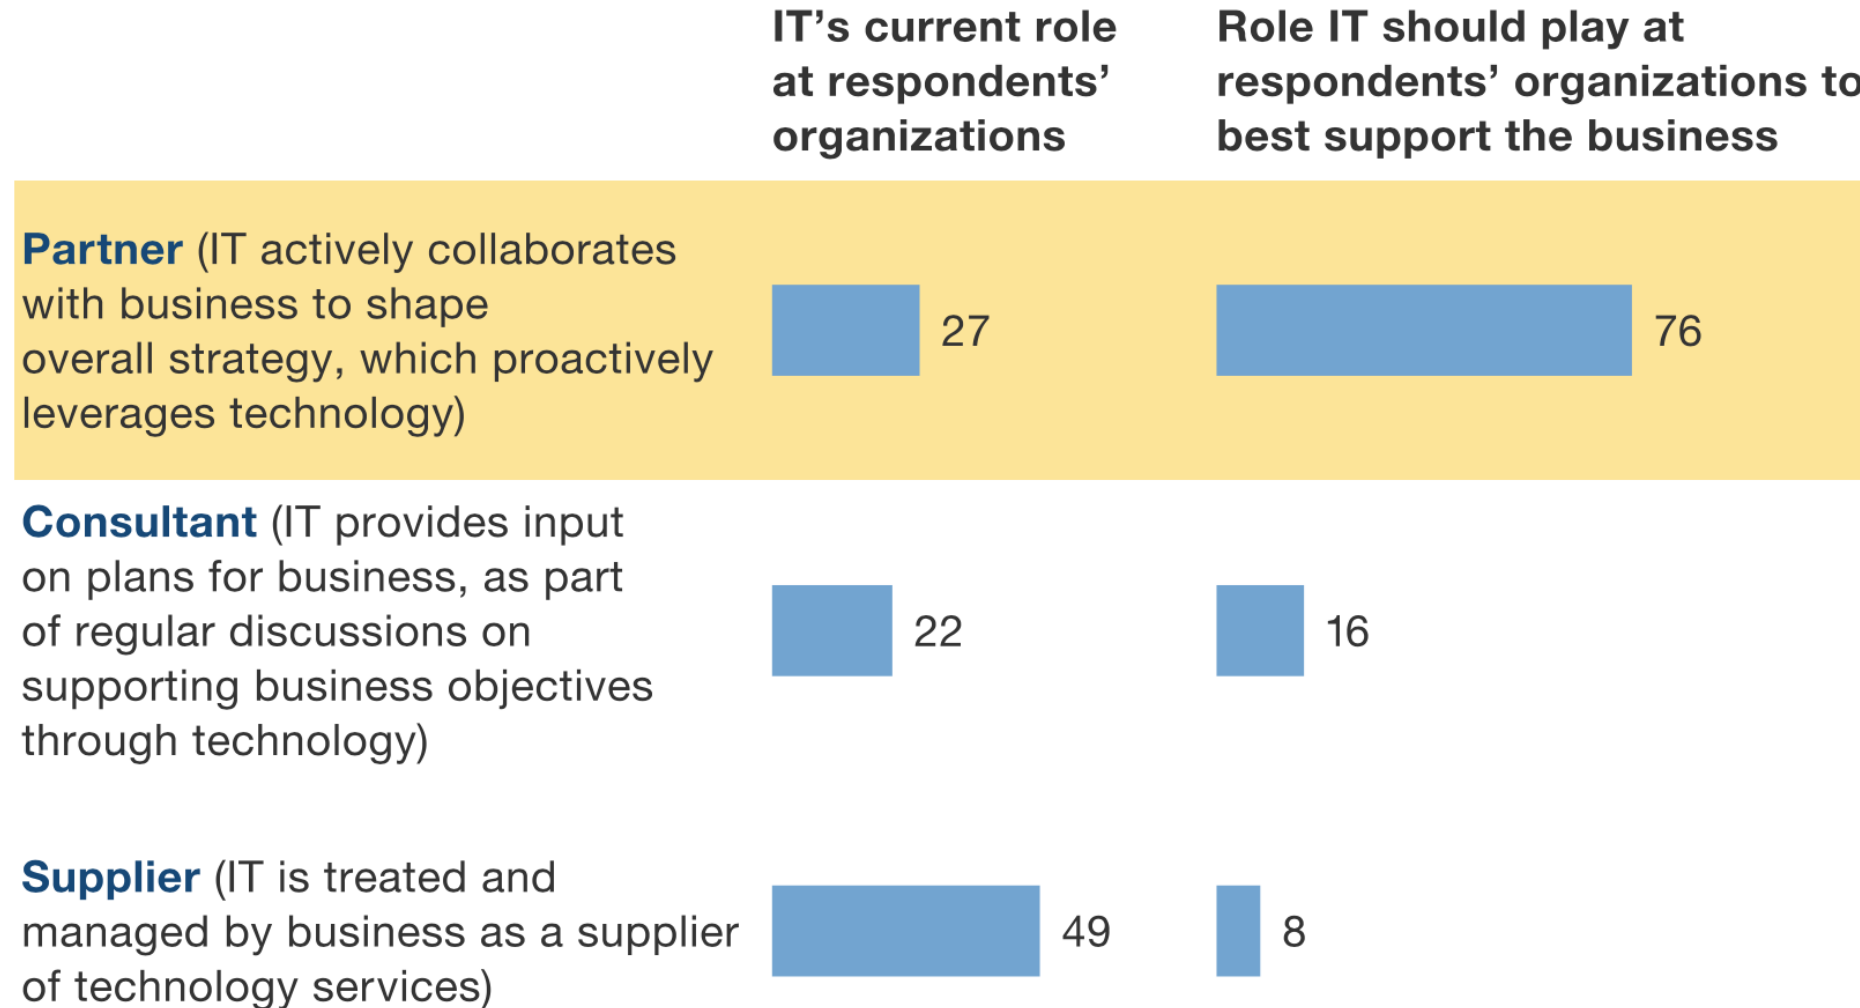 IT’s current role
at respondents’
organizations
Role IT should play at
respondents’ organizations to
best support the business
Partner (IT actively collaborates
with business to shape
overall strategy, which proactively
leverages technology)
27
76
Consultant (IT provides input
on plans for business, as part
of regular discussions on
supporting business objectives
through technology)
22
16
Supplier (IT is treated and
managed by business as a supplier
of technology services)
49
8